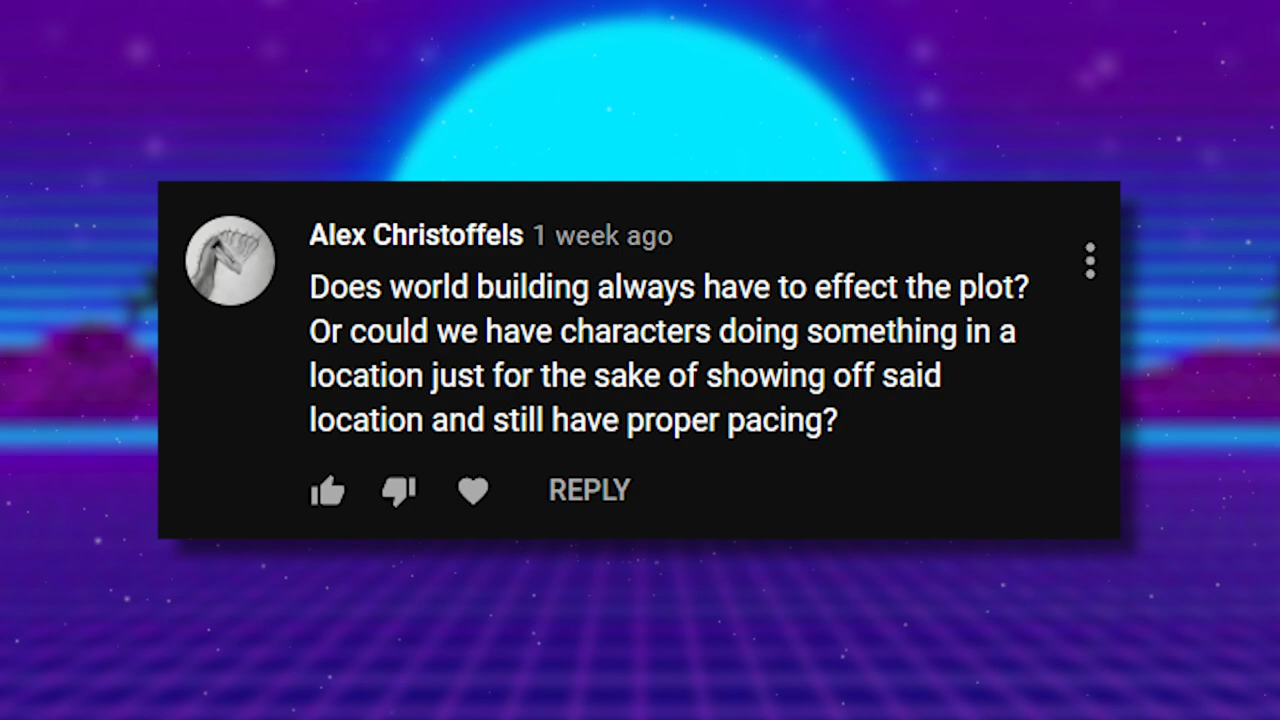 Alex Christoffels 1 week ago
Does world building always have to effect the plot?
Or could we have characters doing something in a
location just for the sake of showing off said
location and still have proper pacing?
REPLY